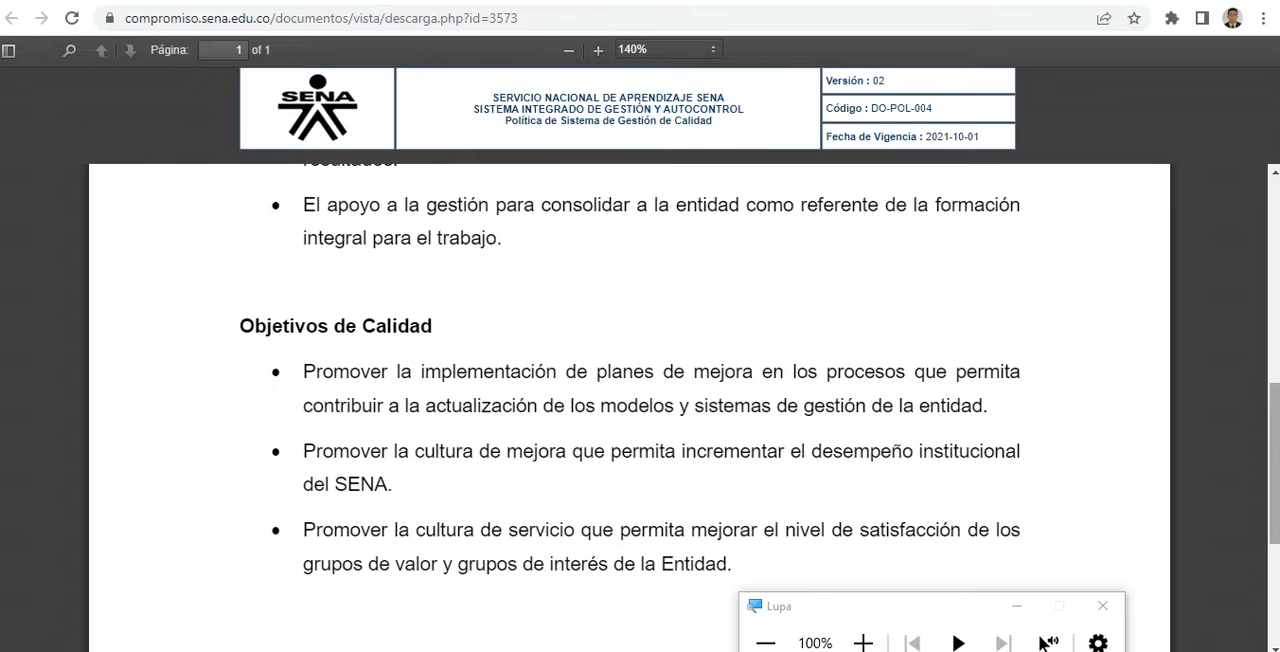 compromiso.sena.edu.co/documentos/vista/descarga.php?id=3573
Página: 1 of 1 140%
SENA
SERVICIO NACIONAL DE APRENDIZAJE SENA
SISTEMA INTEGRADO DE GESTIÓN Y AUTOCONTROL
Política de Sistema de Gestión de Calidad
Versión : 02
Código : DO-POL-004
Fecha de Vigencia : 2021-10-01
resultados.
• El apoyo a la gestión para consolidar a la entidad como referente de la formación
integral para el trabajo.
Objetivos de Calidad
• Promover la implementación de planes de mejora en los procesos que permita
contribuir a la actualización de los modelos y sistemas de gestión de la entidad.
• Promover la cultura de mejora que permita incrementar el desempeño institucional
del SENA.
• Promover la cultura de servicio que permita mejorar el nivel de satisfacción de los
grupos de valor y grupos de interés de la Entidad.
Lupa
100%